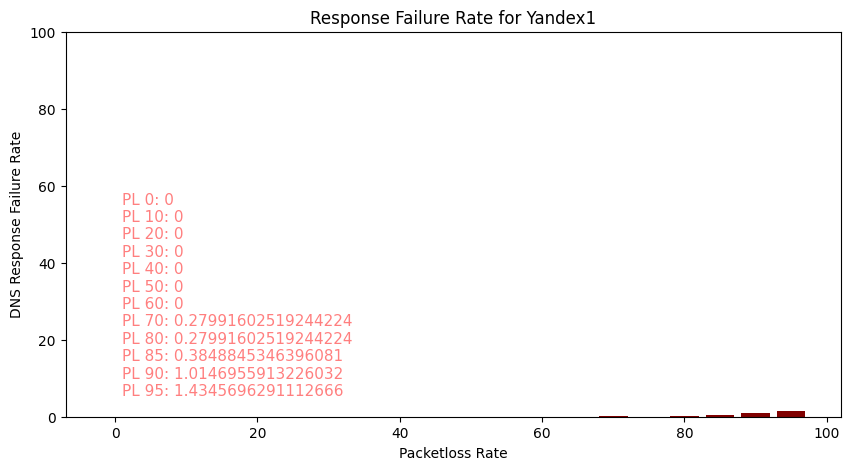 Response Failure Rate for Yandex1
100
80
60
40
20
0
DNS Response Failure Rate
PL 0: 0
PL 10: 0
PL 20: 0
PL 30: 0
PL 40: 0
PL 50: 0
PL 60: 0
PL 70: 0.27991602519244224
PL 80: 0.27991602519244224
PL 85: 0.3848845346396081
PL 90: 1.0146955913226032
PL 95: 1.4345696291112666
0 20 40 60 80 100
Packetloss Rate